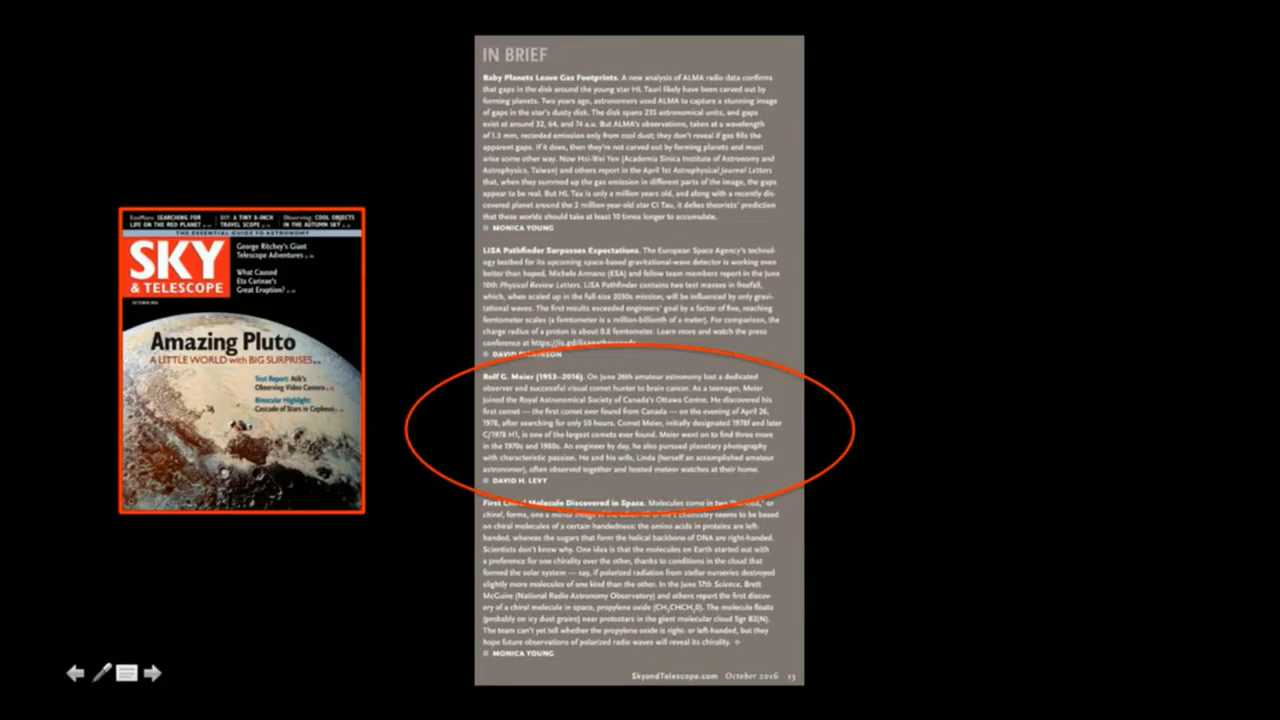 ExoMars: SEARCHING FOR
LIFE ON THE RED PLANET
DIY: A TINY 8-INCH
TRAVEL SCOPE
Observing: COOL OBJECTS
IN THE AUTUMN SKY
THE ESSENTIAL GUIDE TO ASTRONOMY
SKY
& TELESCOPE
OCTOBER 2016
George Ritchey's Giant
Telescope Adventures
What Caused
Eta Carinae's
Great Eruption?
Amazing Pluto
A LITTLE WORLD with BIG SURPRISES
Test Report: Atik's
Observing Video Camera
Binocular Highlight:
Cascade of Stars in Cepheus
IN BRIEF
Baby Planets Leave Gas Footprints. A new analysis of ALMA radio data confirms
that gaps in the disk around the young star HL Tauri likely have been carved out by
forming planets. Two years ago, astronomers used ALMA to capture a stunning image
of gaps in the star's dusty disk. The disk spans 235 astronomical units, and gaps
exist at around 32, 64, and 74 a.u. But ALMA's observations, taken at a wavelength
of 1.3 mm, recorded emission only from cool dust; they don't reveal if gas fills the
apparent gaps. If it does, then they're not carved out by forming planets and must
arise some other way. Now Hsi-Wei Yen (Academia Sinica Institute of Astronomy and
Astrophysics, Taiwan) and others report in the April 1st Astrophysical Journal Letters
that, when they summed up the gas emission in different parts of the image, the gaps
appear to be real. But HL Tau is only a million years old, and along with a recently dis-
covered planet around the 2 million-year-old star CI Tau, it defies theorists' prediction
that these worlds should take at least 10 times longer to accumulate.
■ MONICA YOUNG
LISA Pathfinder Surpasses Expectations. The European Space Agency's technol-
ogy testbed for its upcoming space-based gravitational-wave detector is working even
better than hoped, Michele Armano (ESA) and fellow team members report in the June
10th Physical Review Letters. LISA Pathfinder contains two test masses in freefall,
which, when scaled up in the full-size 2030s mission, will be influenced by only gravi-
tational waves. The first results exceeded engineers' goal by a factor of five, reaching
femtometer scales (a femtometer is a million-billionth of a meter). For comparison, the
charge radius of a proton is about 0.8 femtometer. Learn more and watch the press
conference at
■ DAVID DICKINSON
Rolf G. Meier (1953–2016). On June 26th amateur astronomy lost a dedicated
observer and successful visual comet hunter to brain cancer. As a teenager, Meier
joined the Royal Astronomical Society of Canada's Ottawa Centre. He discovered his
first comet — the first comet ever found from Canada — on the evening of April 26,
1978, after searching for only 50 hours. Comet Meier, initially designated 1978f and later
C/1978 H1, is one of the largest comets ever found. Meier went on to find three more
in the 1970s and 1980s. An engineer by day, he also pursued planetary photography
with characteristic passion. He and his wife, Linda (herself an accomplished amateur
astronomer), often observed together and hosted meteor watches at their home.
■ DAVID H. LEVY
First Chiral Molecule Discovered in Space. Molecules come in two "handed," or
chiral, forms, one a mirror image of the other. Life's chemistry seems to be based
on chiral molecules of a certain handedness: the amino acids in proteins are left-
handed, whereas the sugars that form the helical backbone of DNA are right-handed.
Scientists don't know why. One idea is that the molecules on Earth started out with
a preference for one chirality over the other, thanks to conditions in the cloud that
formed the solar system — say, if polarized radiation from stellar nurseries destroyed
slightly more molecules of one kind than the other. In the June 17th Science, Brett
McGuire (National Radio Astronomy Observatory) and others report the first discov-
ery of a chiral molecule in space, propylene oxide (CH₃CHCH₂O). The molecule floats
(probably on icy dust grains) near protostars in the giant molecular cloud Sgr B2(N).
The team can't yet tell whether the propylene oxide is right- or left-handed, but they
hope future observations of polarized radio waves will reveal its chirality. ✦
■ MONICA YOUNG
SkyandTelescope.com October 2016 13